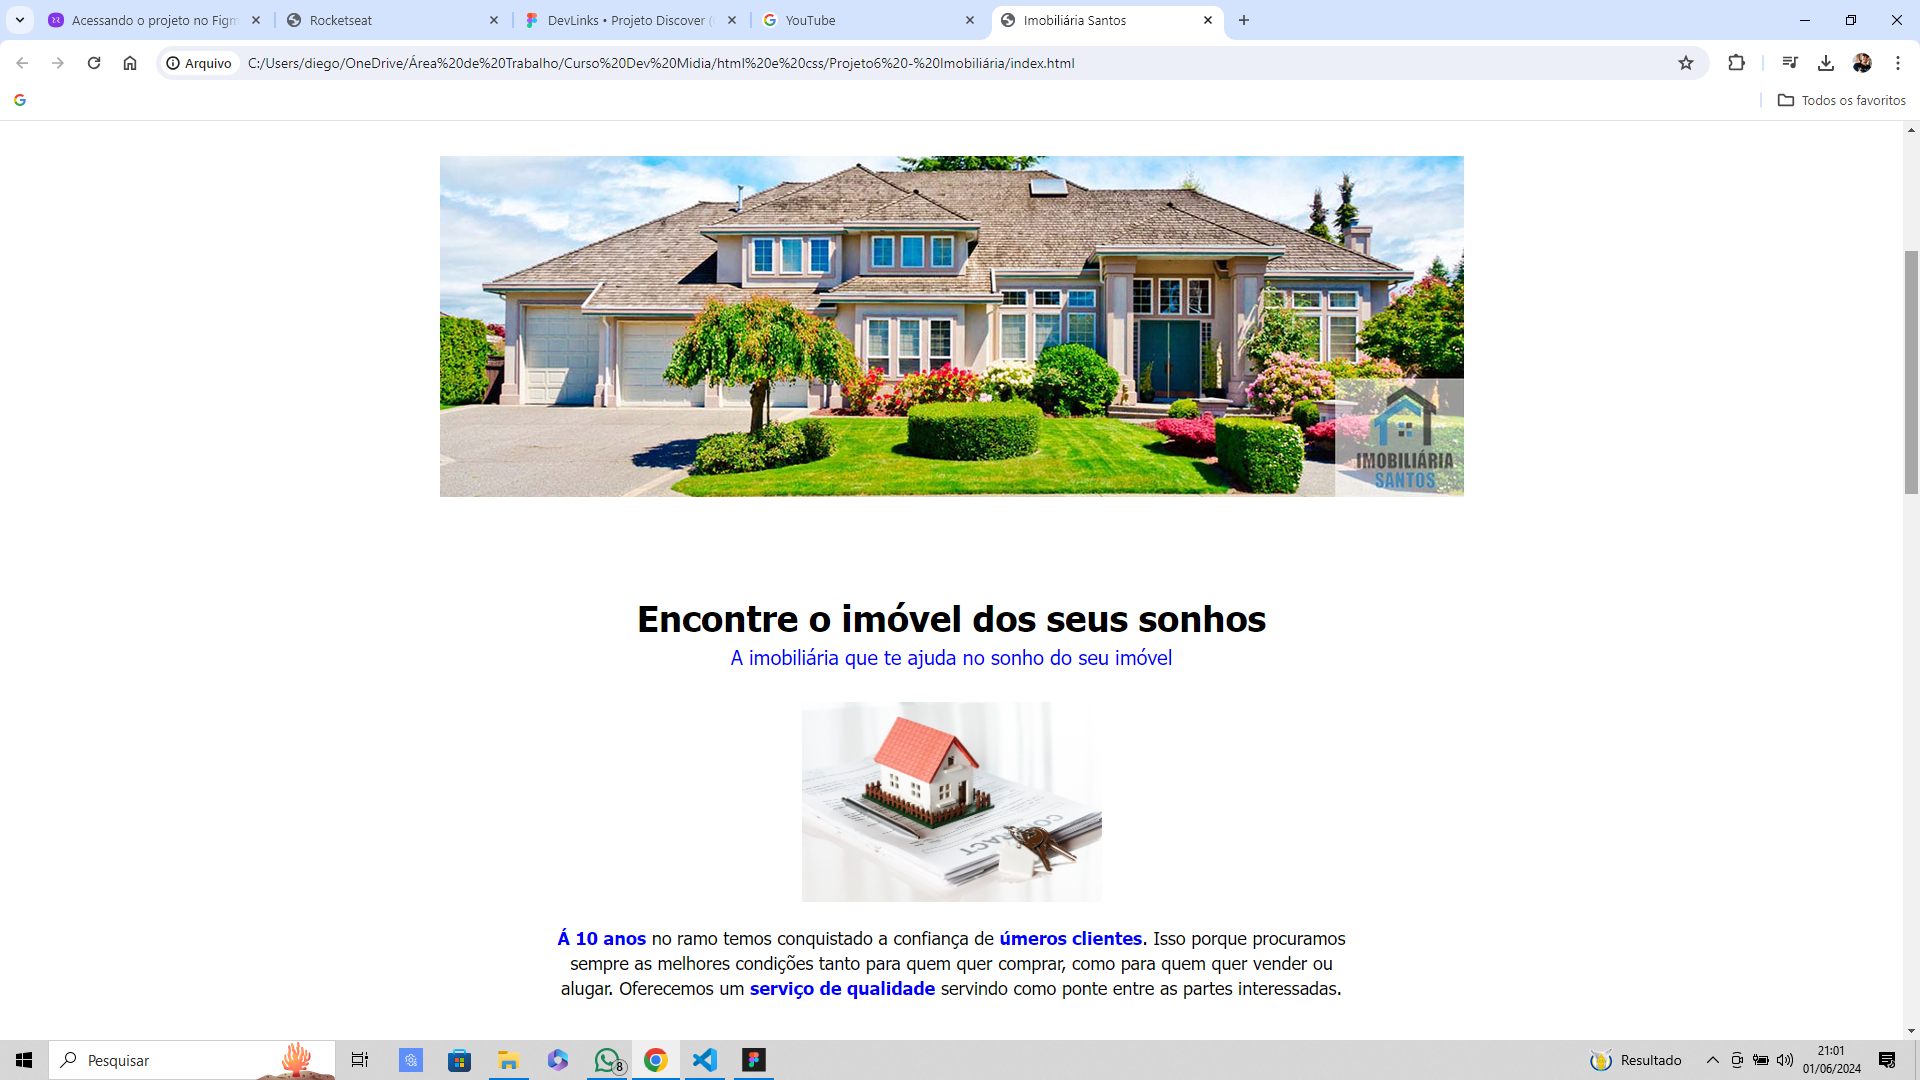 Acessando o projeto no Figm
Rocketseat
DevLinks • Projeto Discover (
YouTube
Imobiliária Santos
Arquivo
C:/Users/diego/OneDrive/Área%20de%20Trabalho/Curso%20Dev%20Midia/html%20e%20css/Projeto6%20-%20Imobiliária/index.html
Todos os favoritos
IMOBILIÁRIA
SANTOS
Encontre o imóvel dos seus sonhos
A imobiliária que te ajuda no sonho do seu imóvel
CONTRACT
Á 10 anos no ramo temos conquistado a confiança de úmeros clientes. Isso porque procuramos
sempre as melhores condições tanto para quem quer comprar, como para quem quer vender ou
alugar. Oferecemos um serviço de qualidade servindo como ponte entre as partes interessadas.
Pesquisar
8
Resultado
21:01
01/06/2024